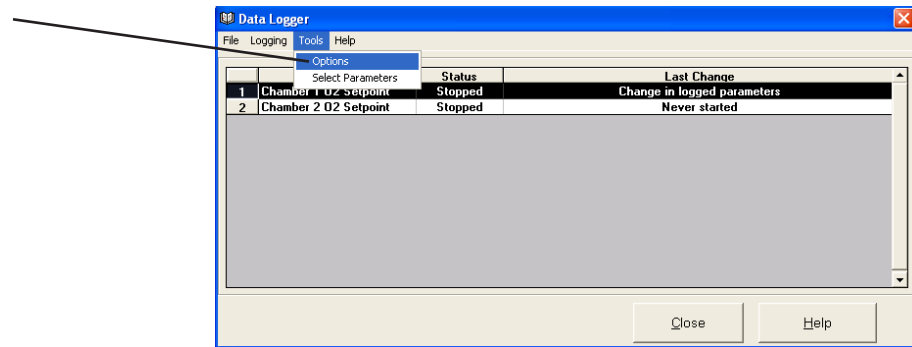 Data Logger
File Logging Tools Help
Options
Select Parameters
Status Last Change
1 Chamber 1 O2 Setpoint Stopped Change in logged parameters
2 Chamber 2 O2 Setpoint Stopped Never started
Close Help